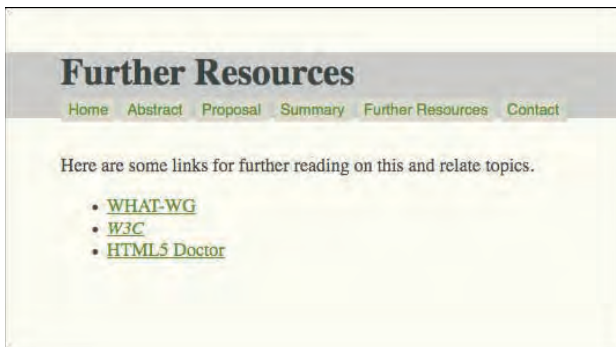 Further Resources
Home Abstract Proposal Summary Further Resources Contact
Here are some links for further reading on this and relate topics.
• WHAT-WG
• W3C
• HTML5 Doctor